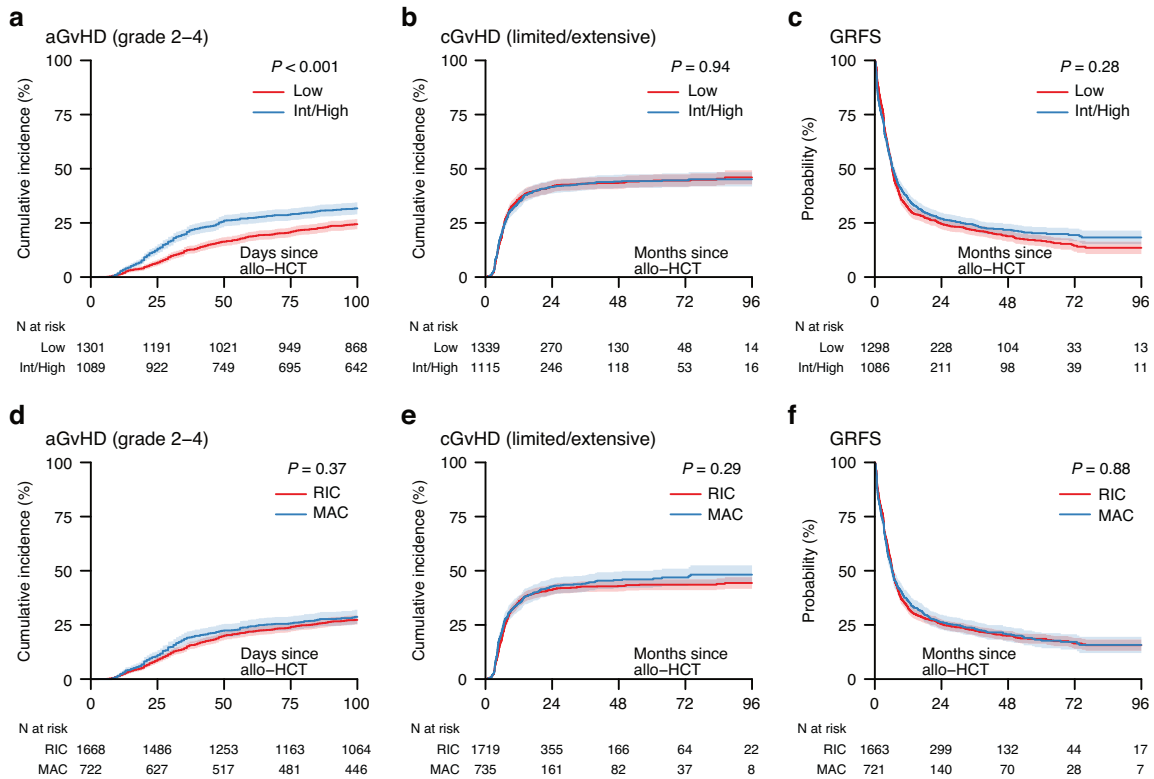 a
aGvHD (grade 2–4)
Cumulative incidence (%)
100
75
50
25
0
P < 0.001
Low
Int/High
Days since
allo−HCT
0 25 50 75 100
N at risk
Low 1301 1191 1021 949 868
Int/High 1089 922 749 695 642
b
cGvHD (limited/extensive)
Cumulative incidence (%)
100
75
50
25
0
P = 0.94
Low
Int/High
Months since
allo−HCT
0 24 48 72 96
N at risk
Low 1339 270 130 48 14
Int/High 1115 246 118 53 16
c
GRFS
Probability (%)
100
75
50
25
0
P = 0.28
Low
Int/High
Months since
allo−HCT
0 24 48 72 96
N at risk
Low 1298 228 104 33 13
Int/High 1086 211 98 39 11
d
aGvHD (grade 2–4)
Cumulative incidence (%)
100
75
50
25
0
P = 0.37
RIC
MAC
Days since
allo−HCT
0 25 50 75 100
N at risk
RIC 1668 1486 1253 1163 1064
MAC 722 627 517 481 446
e
cGvHD (limited/extensive)
Cumulative incidence (%)
100
75
50
25
0
P = 0.29
RIC
MAC
Months since
allo−HCT
0 24 48 72 96
N at risk
RIC 1719 355 166 64 22
MAC 735 161 82 37 8
f
GRFS
Probability (%)
100
75
50
25
0
P = 0.88
RIC
MAC
Months since
allo−HCT
0 24 48 72 96
N at risk
RIC 1663 299 132 44 17
MAC 721 140 70 28 7